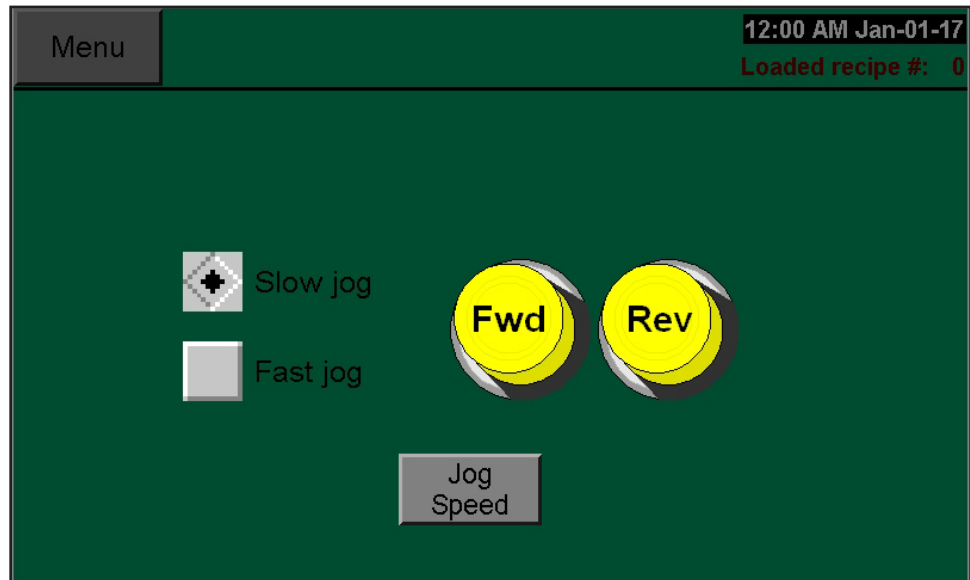 Menu
12:00 AM Jan-01-17
Loaded recipe #: 0
Slow jog
Fast jog
Fwd
Rev
Jog
Speed